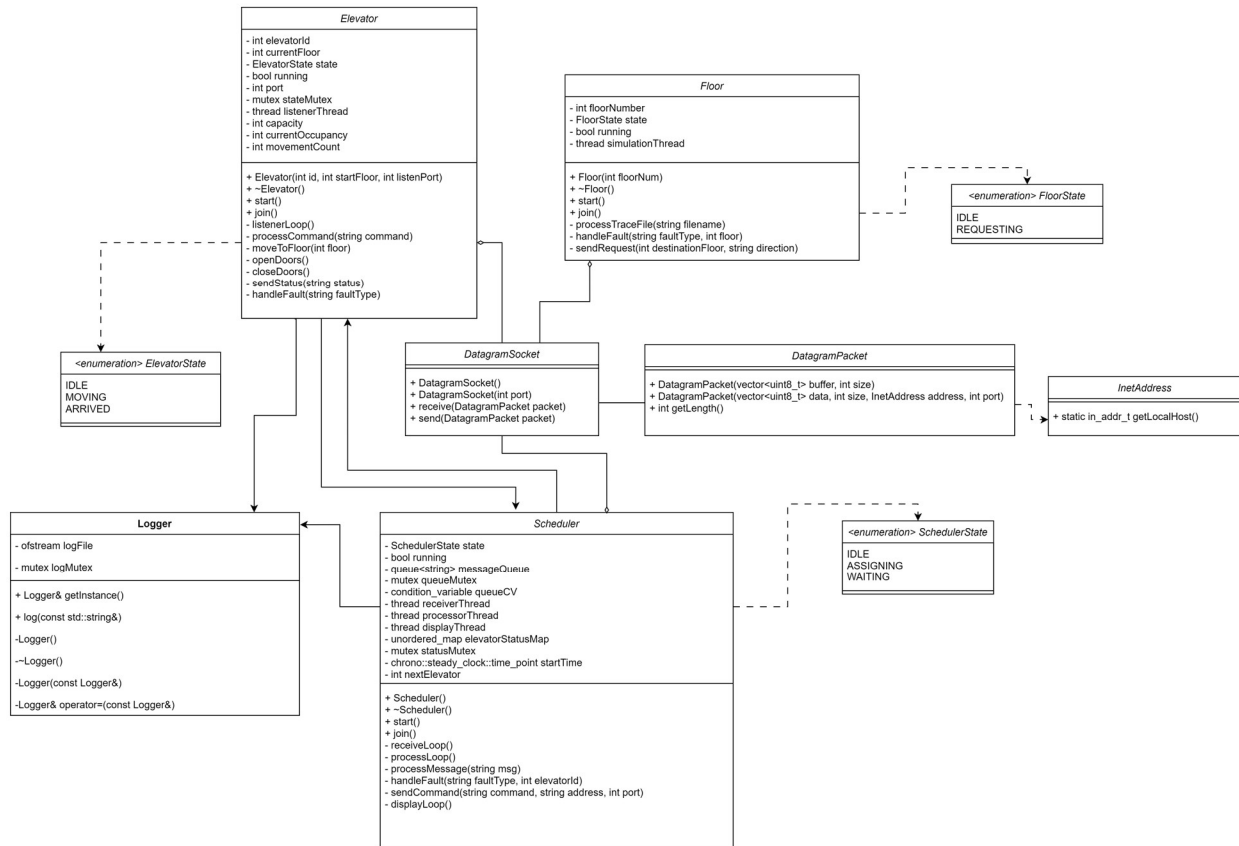 Elevator
- int elevatorId
- int currentFloor
- ElevatorState state
- bool running
- int port
- mutex stateMutex
- thread listenerThread
- int capacity
- int currentOccupancy
- int movementCount
+ Elevator(int id, int startFloor, int listenPort)
+ ~Elevator()
+ start()
+ join()
- listenerLoop()
- processCommand(string command)
- moveToFloor(int floor)
- openDoors()
- closeDoors()
- sendStatus(string status)
- handleFault(string faultType)
Floor
- int floorNumber
- FloorState state
- bool running
- thread simulationThread
+ Floor(int floorNum)
+ ~Floor()
+ start()
+ join()
- processTraceFile(string filename)
- handleFault(string faultType, int floor)
- sendRequest(int destinationFloor, string direction)
<enumeration> FloorState
IDLE
REQUESTING
<enumeration> ElevatorState
IDLE
MOVING
ARRIVED
DatagramSocket
+ DatagramSocket()
+ DatagramSocket(int port)
+ receive(DatagramPacket packet)
+ send(DatagramPacket packet)
DatagramPacket
+ DatagramPacket(vector<uint8_t> buffer, int size)
+ DatagramPacket(vector<uint8_t> data, int size, InetAddress address, int port)
+ int getLength()
InetAddress
+ static in_addr_t getLocalHost()
Logger
- ofstream logFile
- mutex logMutex
+ Logger& getInstance()
+ log(const std::string&)
-Logger()
-~Logger()
-Logger(const Logger&)
-Logger& operator=(const Logger&)
Scheduler
- SchedulerState state
- bool running
- queue<string> messageQueue
- mutex queueMutex
- condition_variable queueCV
- thread receiverThread
- thread processorThread
- thread displayThread
- unordered_map elevatorStatusMap
- mutex statusMutex
- chrono::steady_clock::time_point startTime
- int nextElevator
+ Scheduler()
+ ~Scheduler()
+ start()
+ join()
- receiveLoop()
- processLoop()
- processMessage(string msg)
- handleFault(string faultType, int elevatorId)
- sendCommand(string command, string address, int port)
- displayLoop()
<enumeration> SchedulerState
IDLE
ASSIGNING
WAITING